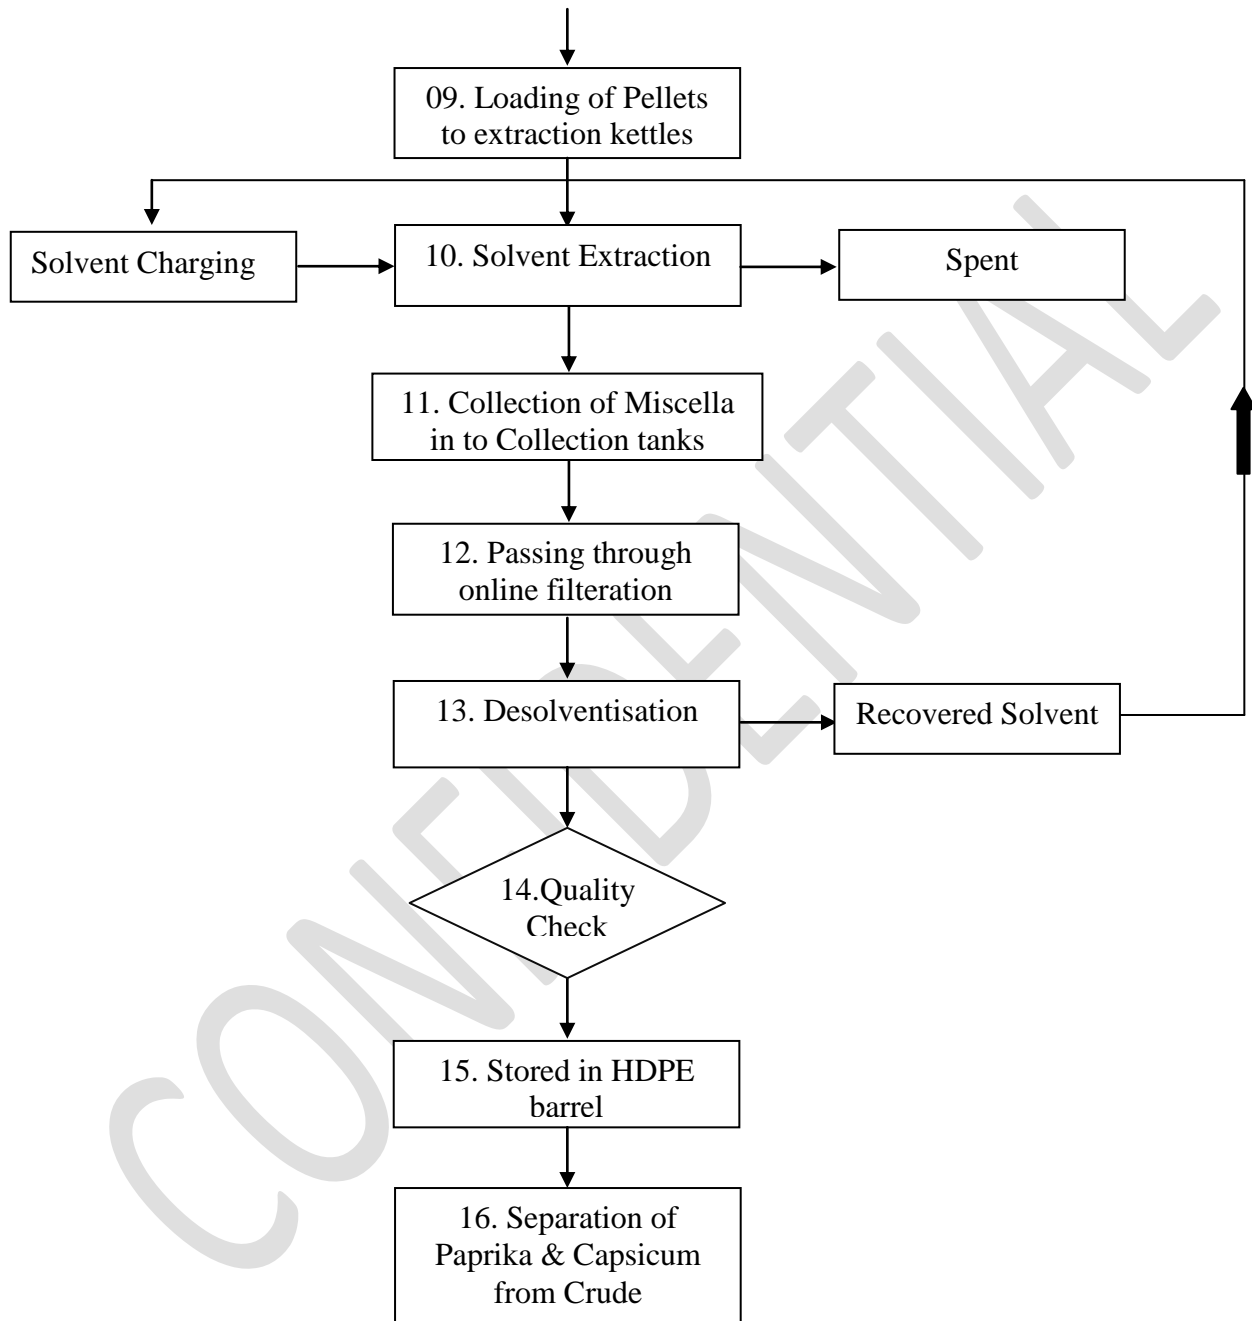 09. Loading of Pellets
to extraction kettles
Solvent Charging
10. Solvent Extraction
Spent
11. Collection of Miscella
in to Collection tanks
12. Passing through
online filteration
13. Desolventisation
Recovered Solvent
14.Quality
Check
15. Stored in HDPE
barrel
16. Separation of
Paprika & Capsicum
from Crude
CONFIDENTIAL